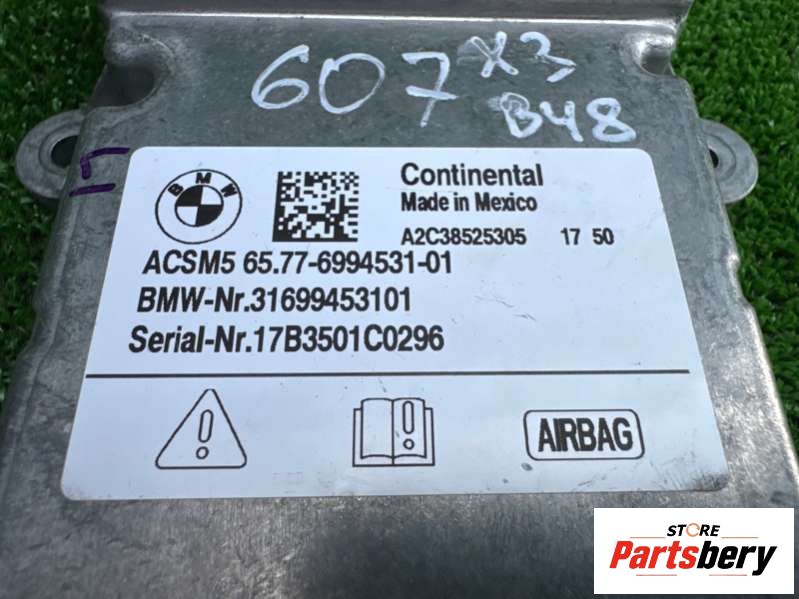 607 X3
B48
BMW
Continental
Made in Mexico
A2C38525305 17 50
ACSM5 65.77-6994531-01
BMW-Nr.31699453101
Serial-Nr.17B3501C0296
AIRBAG
STORE
Partsbery